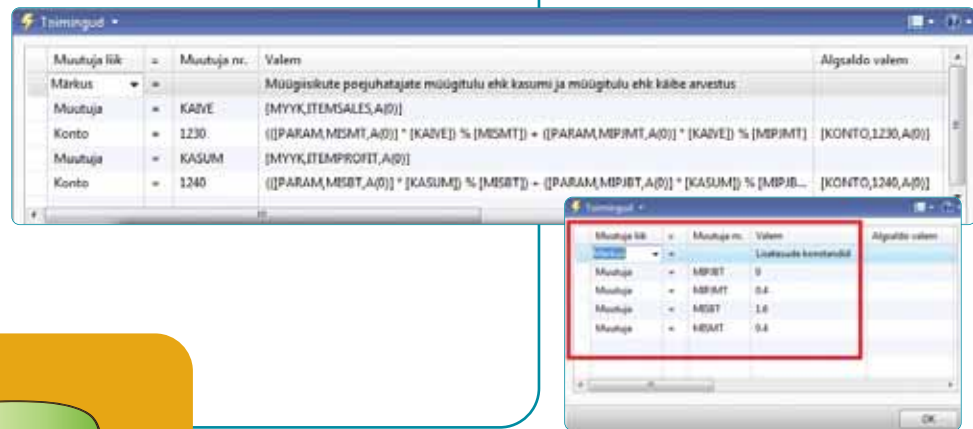 Toimingud
Muutuja liik = Muutuja nr. Valem Algsaldo valem
Märkus = Müügiisikute poejuhatajate müügitulu ehk kasumi ja müügitulu ehk käibe arvestus
Muutuja = KAIVE [MYYK,ITEMSALES,A(0)]
Konto = 1230 (([PARAM,MISMT,A(0)] * [KAIVE]) % [MISMT]) + ([PARAM,MIPJMT,A(0)] * [KAIVE]) % [MIPJMT] [KONTO,1230,A(0)]
Muutuja = KASUM [MYYK,ITEMPROFIT,A(0)]
Konto = 1240 (([PARAM,MISBT,A(0)] * [KASUM]) % [MISBT]) + ([PARAM,MIPJBT,A(0)] * [KASUM]) % [MIPJB... [KONTO,1240,A(0)]
Toimingud
Muutuja liik = Muutuja nr. Valem Algsaldo valem
Märkus = Lisatasude konstandid
Muutuja = MIPJBT 0
Muutuja = MIPJMT 0.4
Muutuja = MISBT 1.6
Muutuja = MISMT 0.4
OK